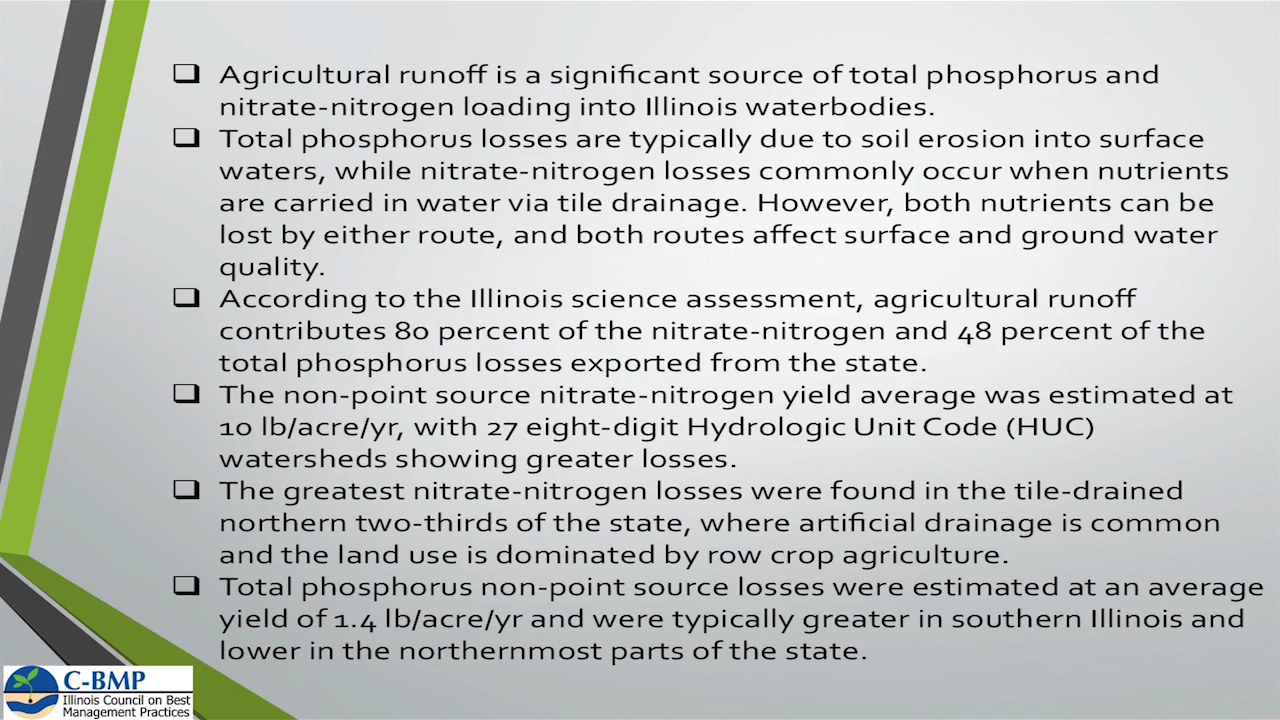 ❑ Agricultural runoff is a significant source of total phosphorus and
nitrate-nitrogen loading into Illinois waterbodies.
❑ Total phosphorus losses are typically due to soil erosion into surface
waters, while nitrate-nitrogen losses commonly occur when nutrients
are carried in water via tile drainage. However, both nutrients can be
lost by either route, and both routes affect surface and ground water
quality.
❑ According to the Illinois science assessment, agricultural runoff
contributes 80 percent of the nitrate-nitrogen and 48 percent of the
total phosphorus losses exported from the state.
❑ The non-point source nitrate-nitrogen yield average was estimated at
10 lb/acre/yr, with 27 eight-digit Hydrologic Unit Code (HUC)
watersheds showing greater losses.
❑ The greatest nitrate-nitrogen losses were found in the tile-drained
northern two-thirds of the state, where artificial drainage is common
and the land use is dominated by row crop agriculture.
❑ Total phosphorus non-point source losses were estimated at an average
yield of 1.4 lb/acre/yr and were typically greater in southern Illinois and
lower in the northernmost parts of the state.
C-BMP
Illinois Council on Best
Management Practices